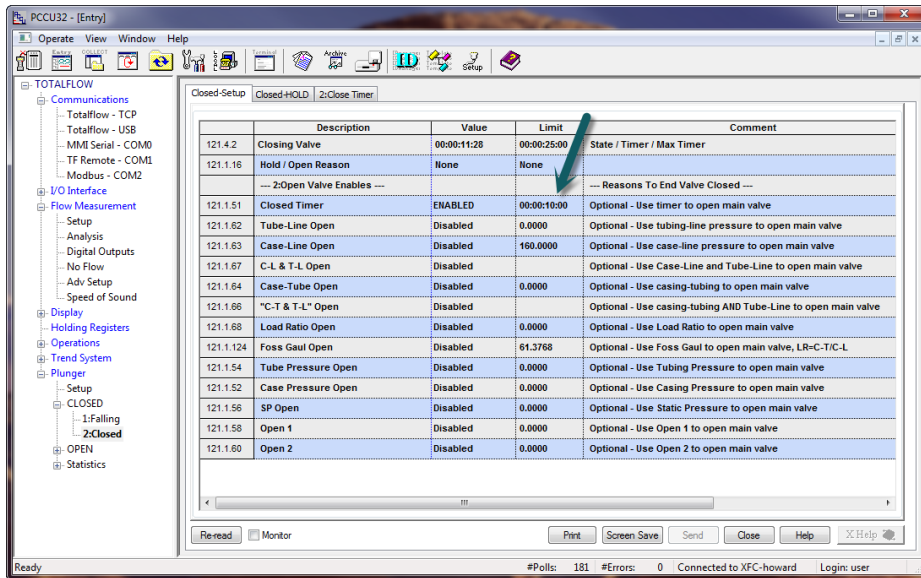 PCCU32 - [Entry]
Operate View Window Help
Entry COLLECT Terminal Archive ID Setup
TOTALFLOW
Communications
Totalflow - TCP
Totalflow - USB
MMI Serial - COM0
TF Remote - COM1
Modbus - COM2
I/O Interface
Flow Measurement
Setup
Analysis
Digital Outputs
No Flow
Adv Setup
Speed of Sound
Display
Holding Registers
Operations
Trend System
Plunger
Setup
CLOSED
1:Falling
2:Closed
OPEN
Statistics
Closed-Setup Closed-HOLD 2:Close Timer
Description Value Limit Comment
121.4.2 Closing Valve 00:00:11:28 00:00:25:00 State / Timer / Max Timer
121.1.16 Hold / Open Reason None None
--- 2:Open Valve Enables --- --- Reasons To End Valve Closed ---
121.1.51 Closed Timer ENABLED 00:00:10:00 Optional - Use timer to open main valve
121.1.62 Tube-Line Open Disabled 0.0000 Optional - Use tubing-line pressure to open main valve
121.1.63 Case-Line Open Disabled 160.0000 Optional - Use case-line pressure to open main valve
121.1.67 C-L & T-L Open Disabled Optional - Use Case-Line and Tube-Line to open main valve
121.1.64 Case-Tube Open Disabled 0.0000 Optional - Use casing-tubing to open main valve
121.1.66 "C-T & T-L" Open Disabled Optional - Use casing-tubing AND Tube-Line to open main valve
121.1.68 Load Ratio Open Disabled 0.0000 Optional - Use Load Ratio to open main valve
121.1.124 Foss Gaul Open Disabled 61.3768 Optional - Use Foss Gaul to open main valve, LR=C-T/C-L
121.1.54 Tube Pressure Open Disabled 0.0000 Optional - Use Tubing Pressure to open main valve
121.1.52 Case Pressure Open Disabled 0.0000 Optional - Use Casing Pressure to open main valve
121.1.56 SP Open Disabled 0.0000 Optional - Use Static Pressure to open main valve
121.1.58 Open 1 Disabled 0.0000 Optional - Use Open 1 to open main valve
121.1.60 Open 2 Disabled 0.0000 Optional - Use Open 2 to open main valve
Re-read Monitor Print Screen Save Send Close Help X Help
Ready #Polls: 181 #Errors: 0 Connected to XFC-howard Login: user